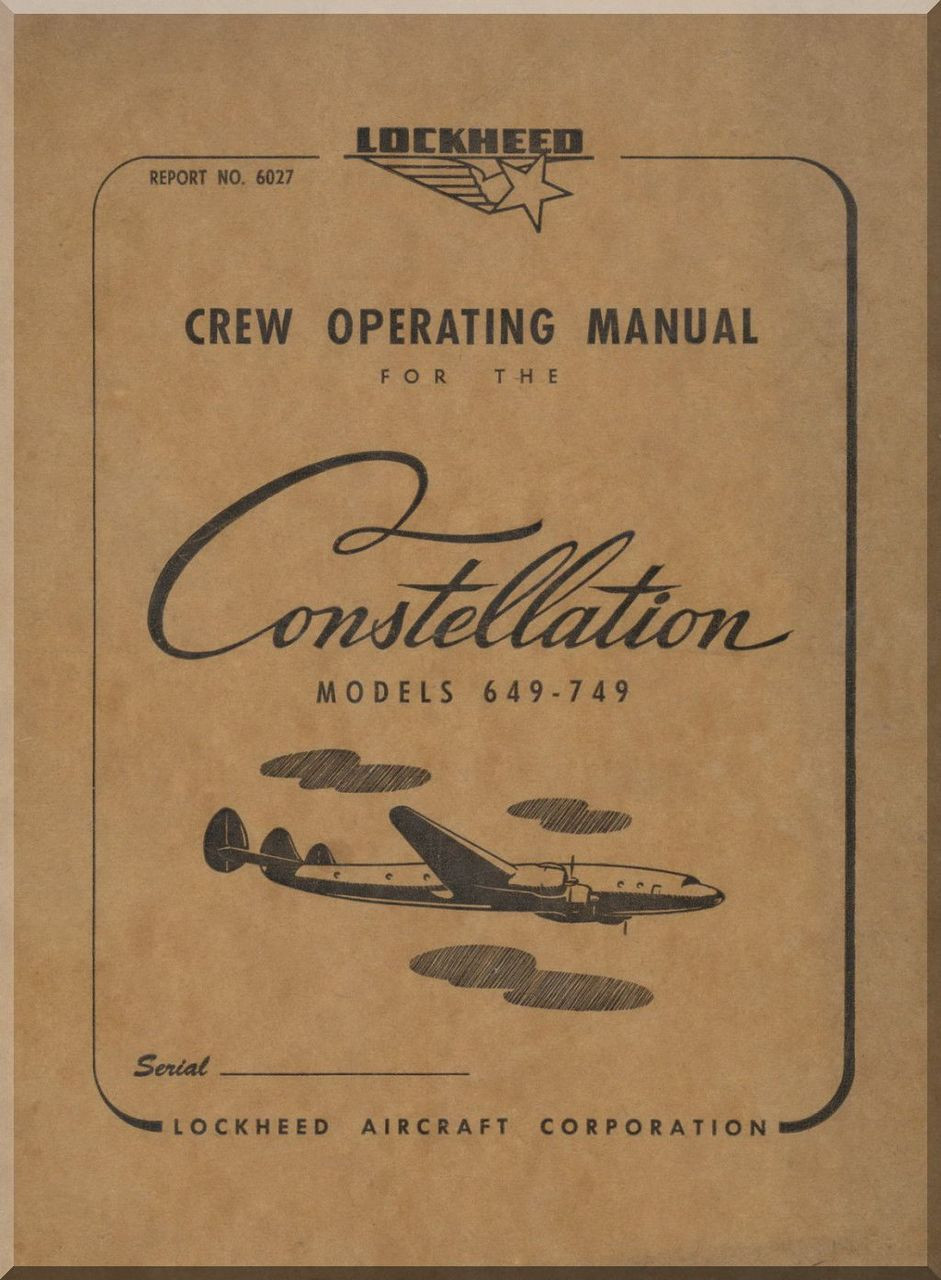 LOCKHEED
REPORT NO. 6027
CREW OPERATING MANUAL
FOR THE
Constellation
MODELS 649-749
Serial
LOCKHEED AIRCRAFT CORPORATION